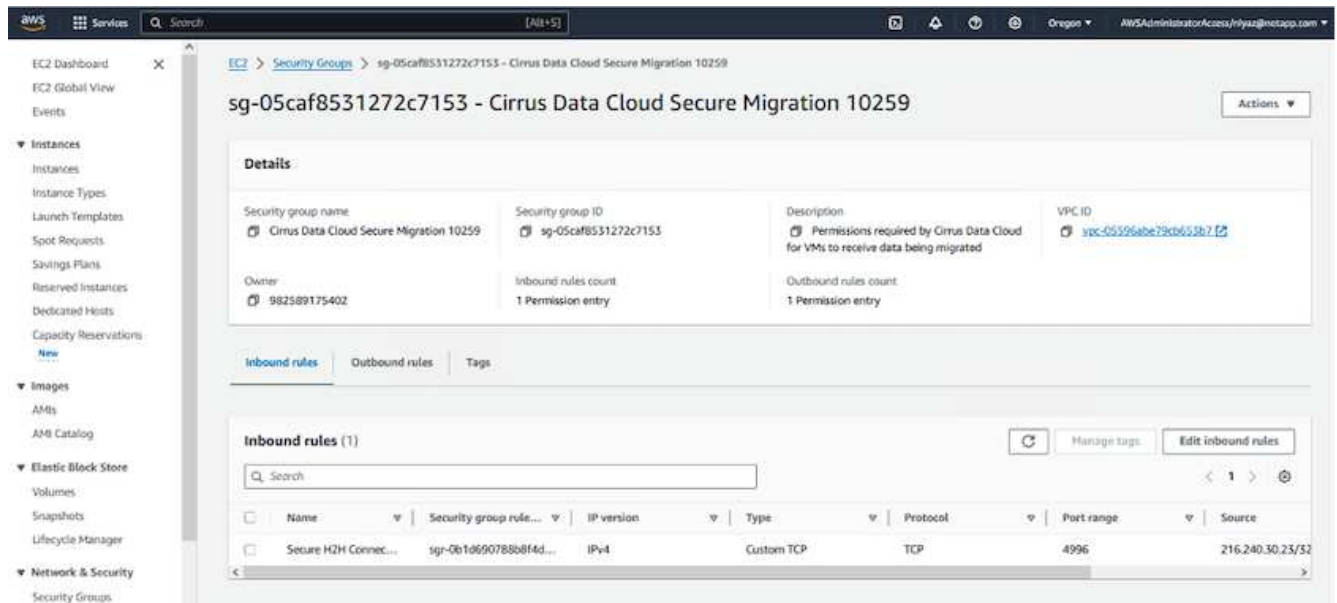 aws Services Search [Alt+S] Oregon AWSAdministratorAccess/niyaz@netapp.com
EC2 Dashboard
EC2 Global View
Events
Instances
Instances
Instance Types
Launch Templates
Spot Requests
Savings Plans
Reserved Instances
Dedicated Hosts
Capacity Reservations
New
Images
AMIs
AMI Catalog
Elastic Block Store
Volumes
Snapshots
Lifecycle Manager
Network & Security
Security Groups
EC2 > Security Groups > sg-05caf8531272c7153 - Cirrus Data Cloud Secure Migration 10259
sg-05caf8531272c7153 - Cirrus Data Cloud Secure Migration 10259
Actions
Details
Security group name
Cirrus Data Cloud Secure Migration 10259
Security group ID
sg-05caf8531272c7153
Description
Permissions required by Cirrus Data Cloud
for VMs to receive data being migrated
VPC ID
vpc-05596abe79cb653b7
Owner
982589175402
Inbound rules count
1 Permission entry
Outbound rules count
1 Permission entry
Inbound rules Outbound rules Tags
Inbound rules (1)
Manage tags Edit inbound rules
Search
< 1 >
Name Security group rule... IP version Type Protocol Port range Source
Secure H2H Connec... sgr-0b1d690788b8f4d... IPv4 Custom TCP TCP 4996 216.240.30.23/32